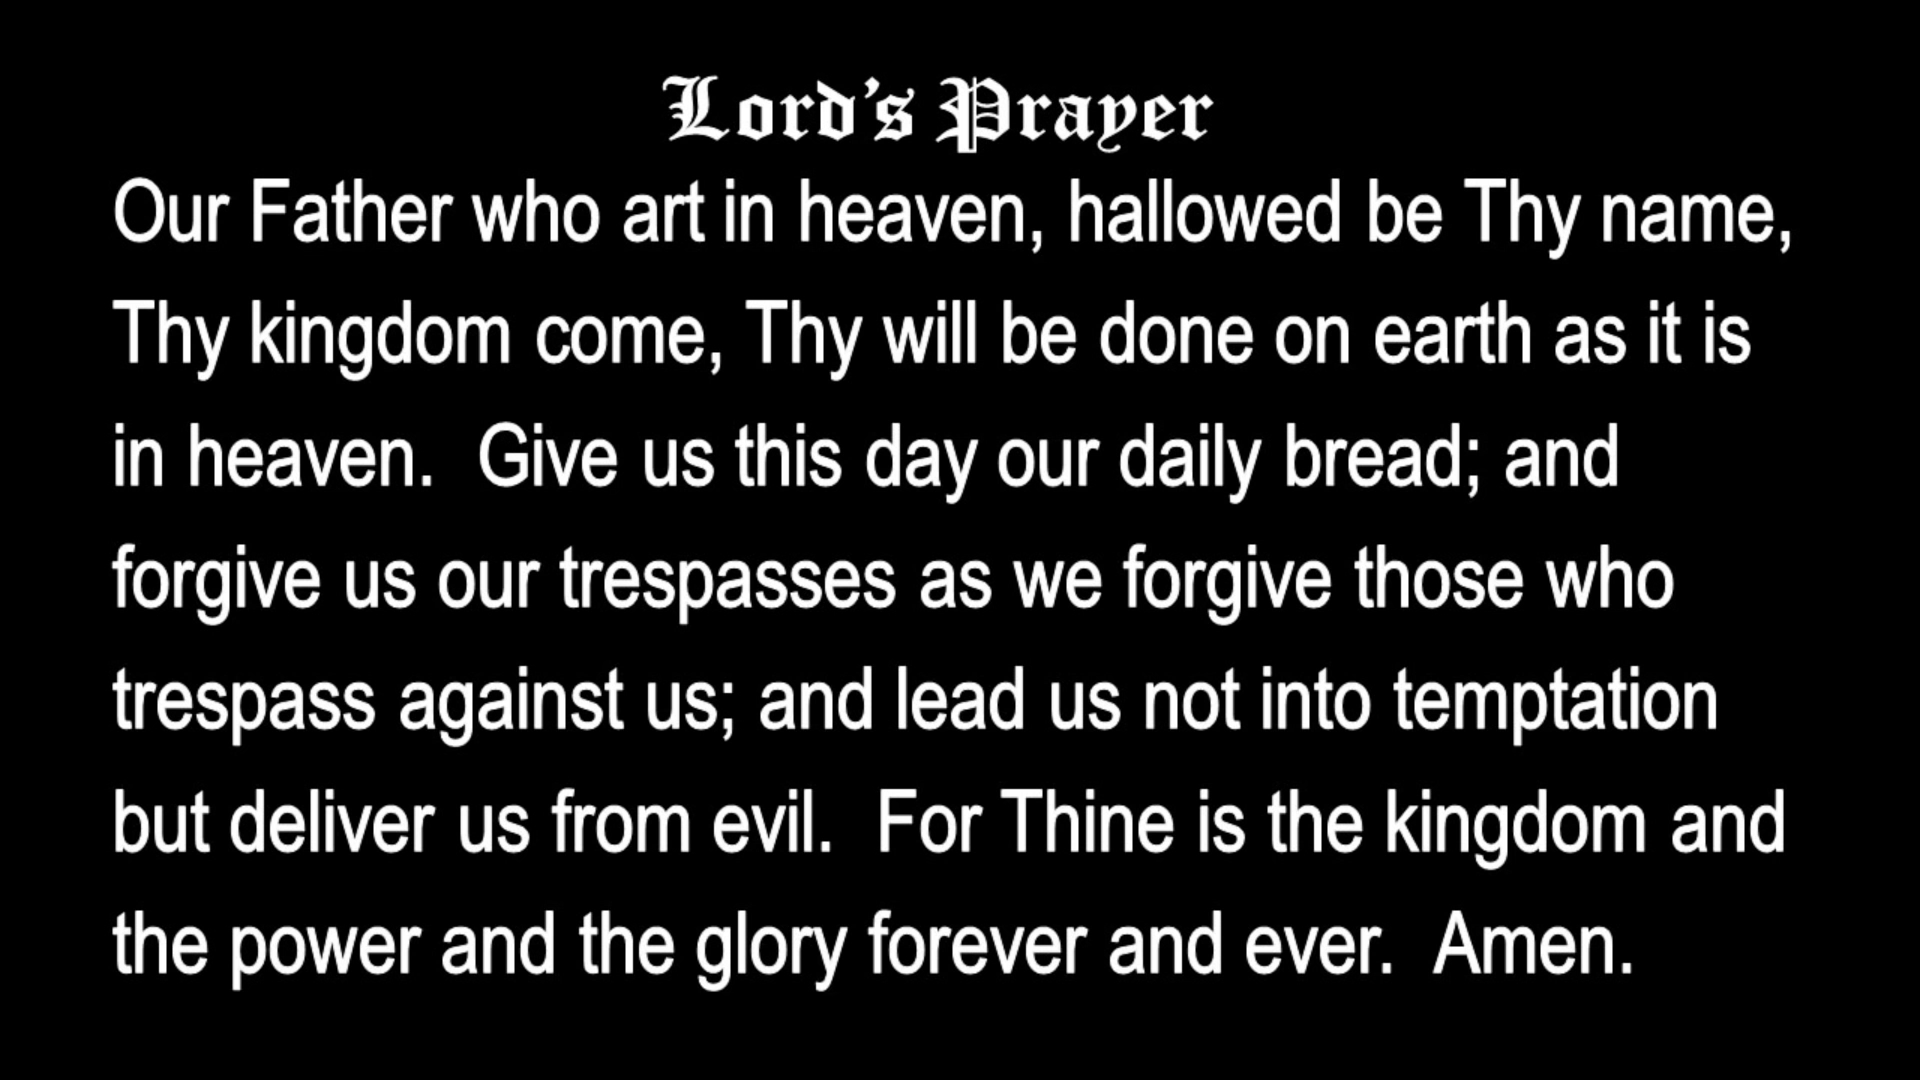 Lord’s Prayer
Our Father who art in heaven, hallowed be Thy name,
Thy kingdom come, Thy will be done on earth as it is
in heaven.  Give us this day our daily bread; and
forgive us our trespasses as we forgive those who
trespass against us; and lead us not into temptation
but deliver us from evil.  For Thine is the kingdom and
the power and the glory forever and ever.  Amen.